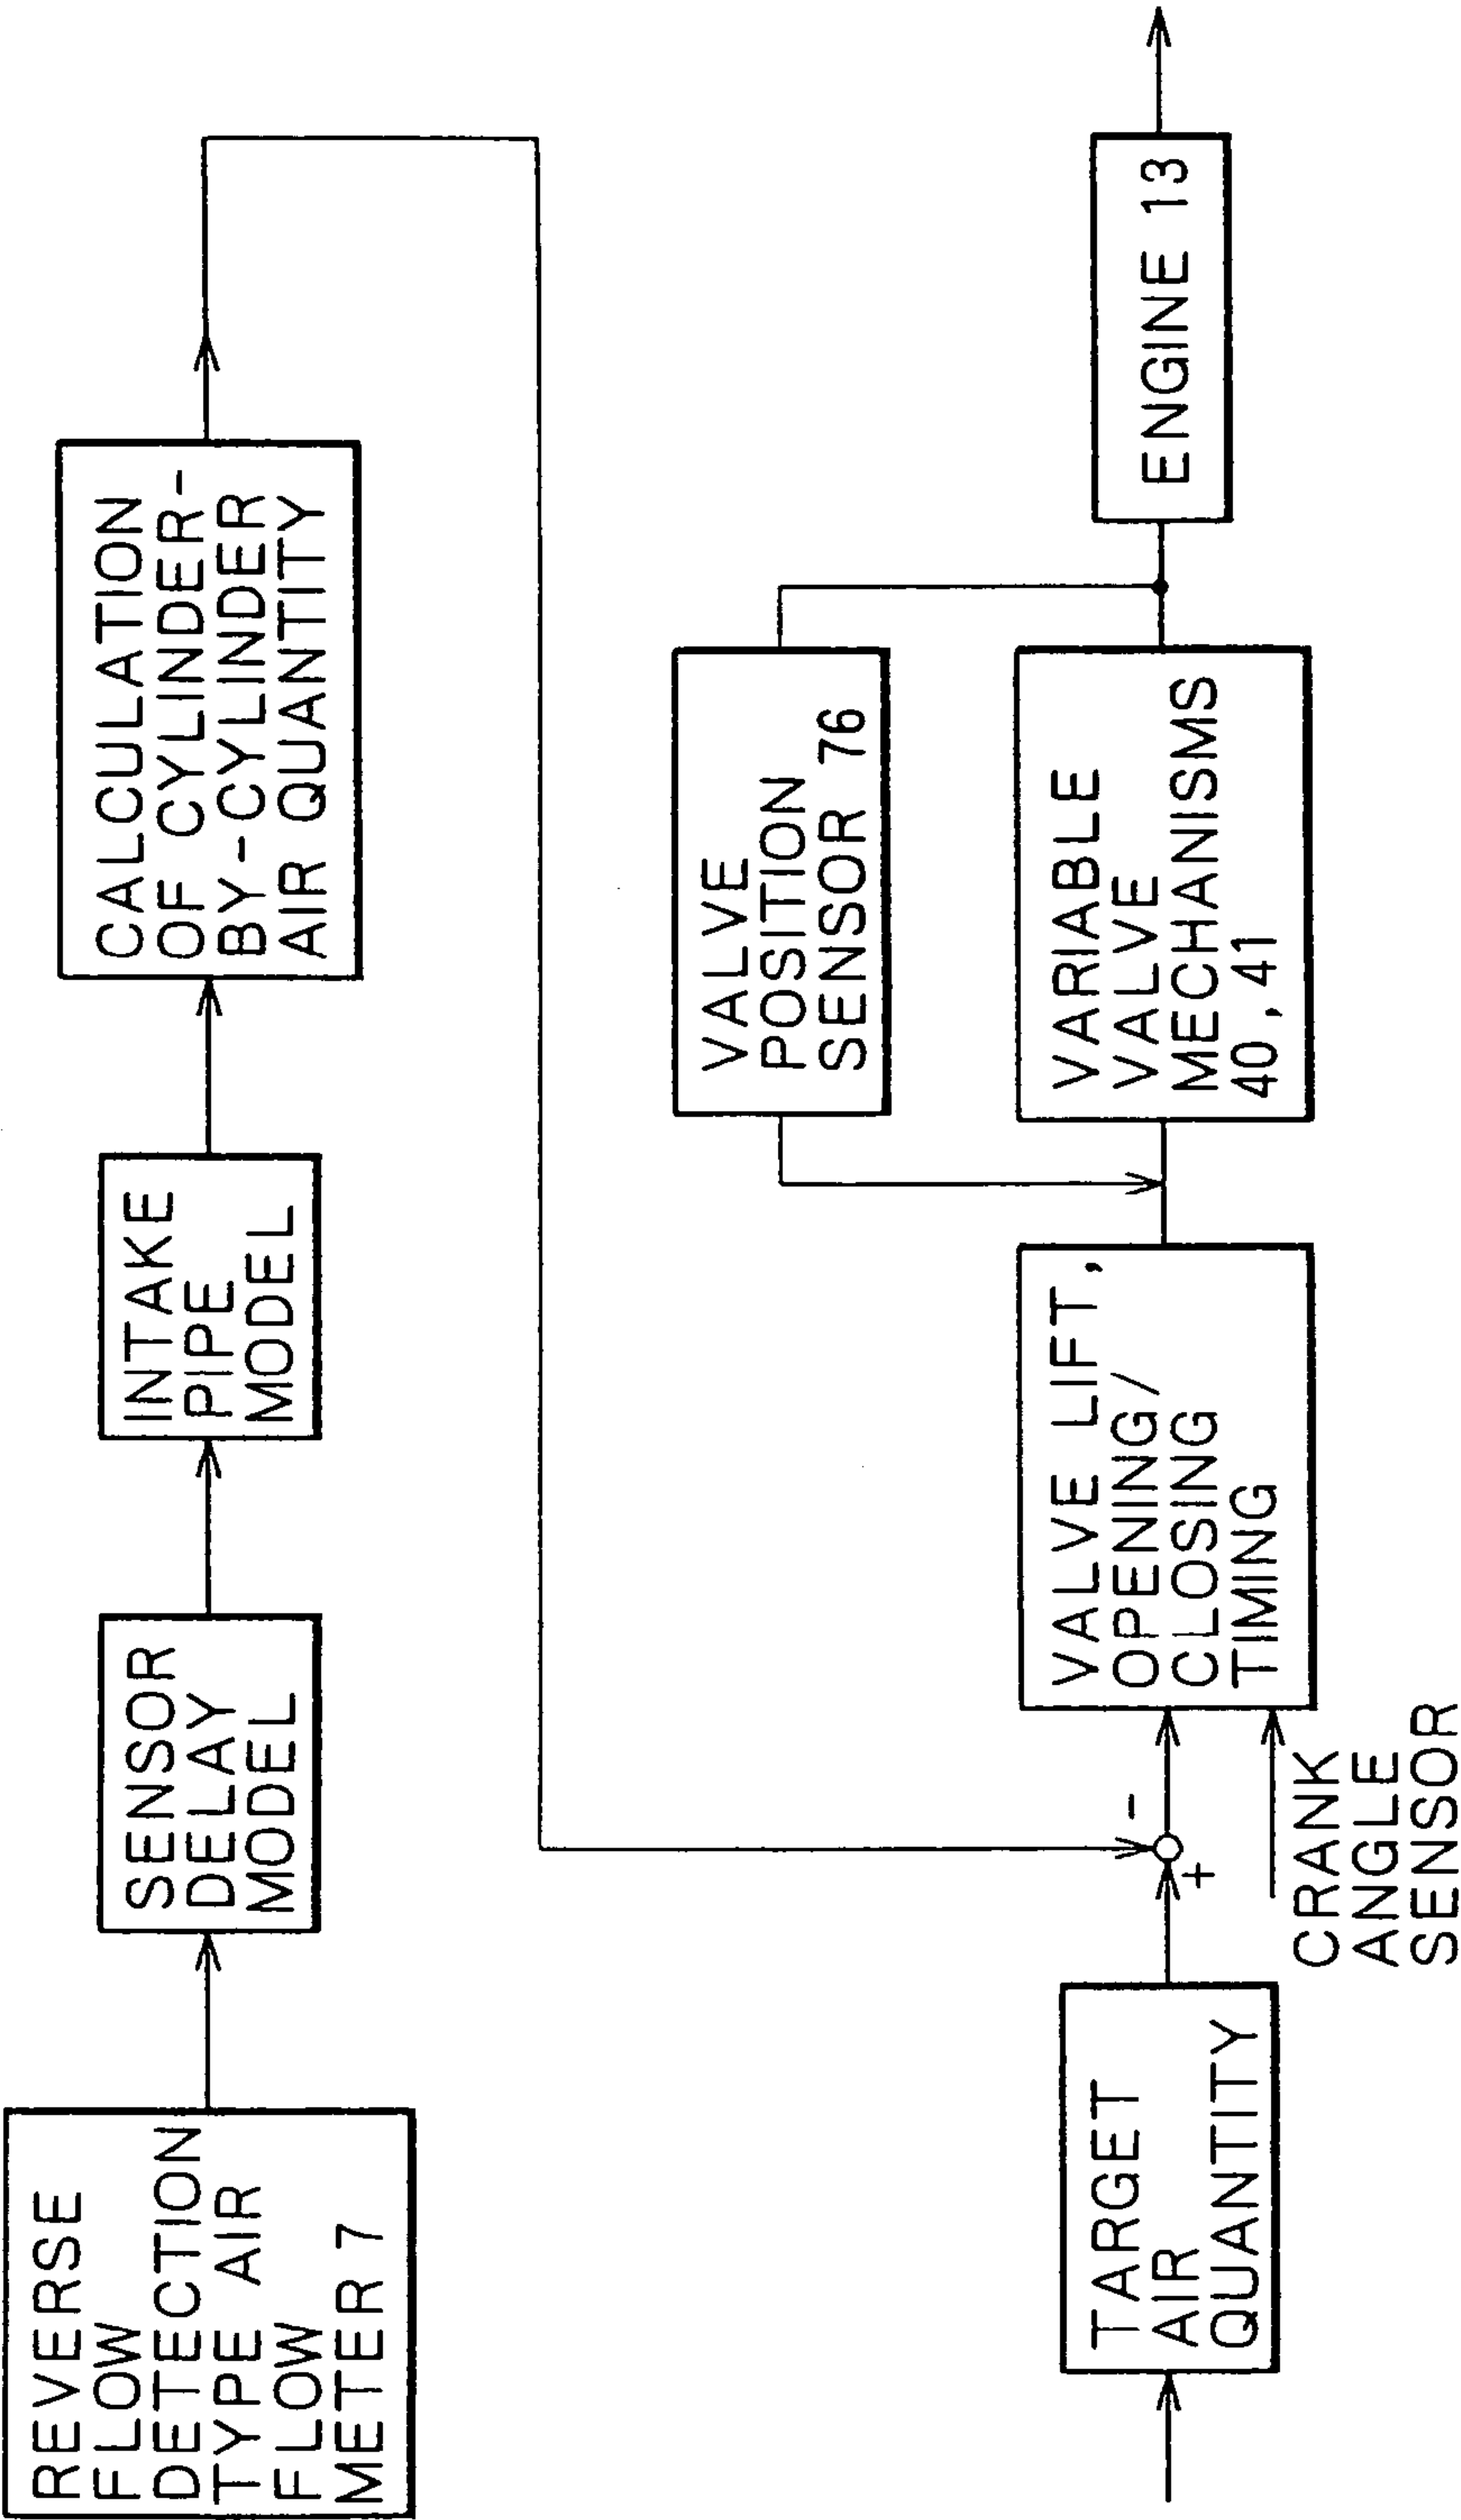 REVERSE
FLOW
DETECTION
TYPE AIR
FLOW
METER 7
SENSOR
DELAY
MODEL
INTAKE
PIPE
MODEL
CALCULATION
OF CYLINDER-
BY-CYLINDER
AIR QUANTITY
VALVE
POSITION
SENSOR 76
TARGET
AIR
QUANTITY
+
-
CRANK
ANGLE
SENSOR
VALVE LIFT,
OPENING/
CLOSING
TIMING
VARIABLE
VALVE
MECHANISMS
40, 41
ENGINE 13